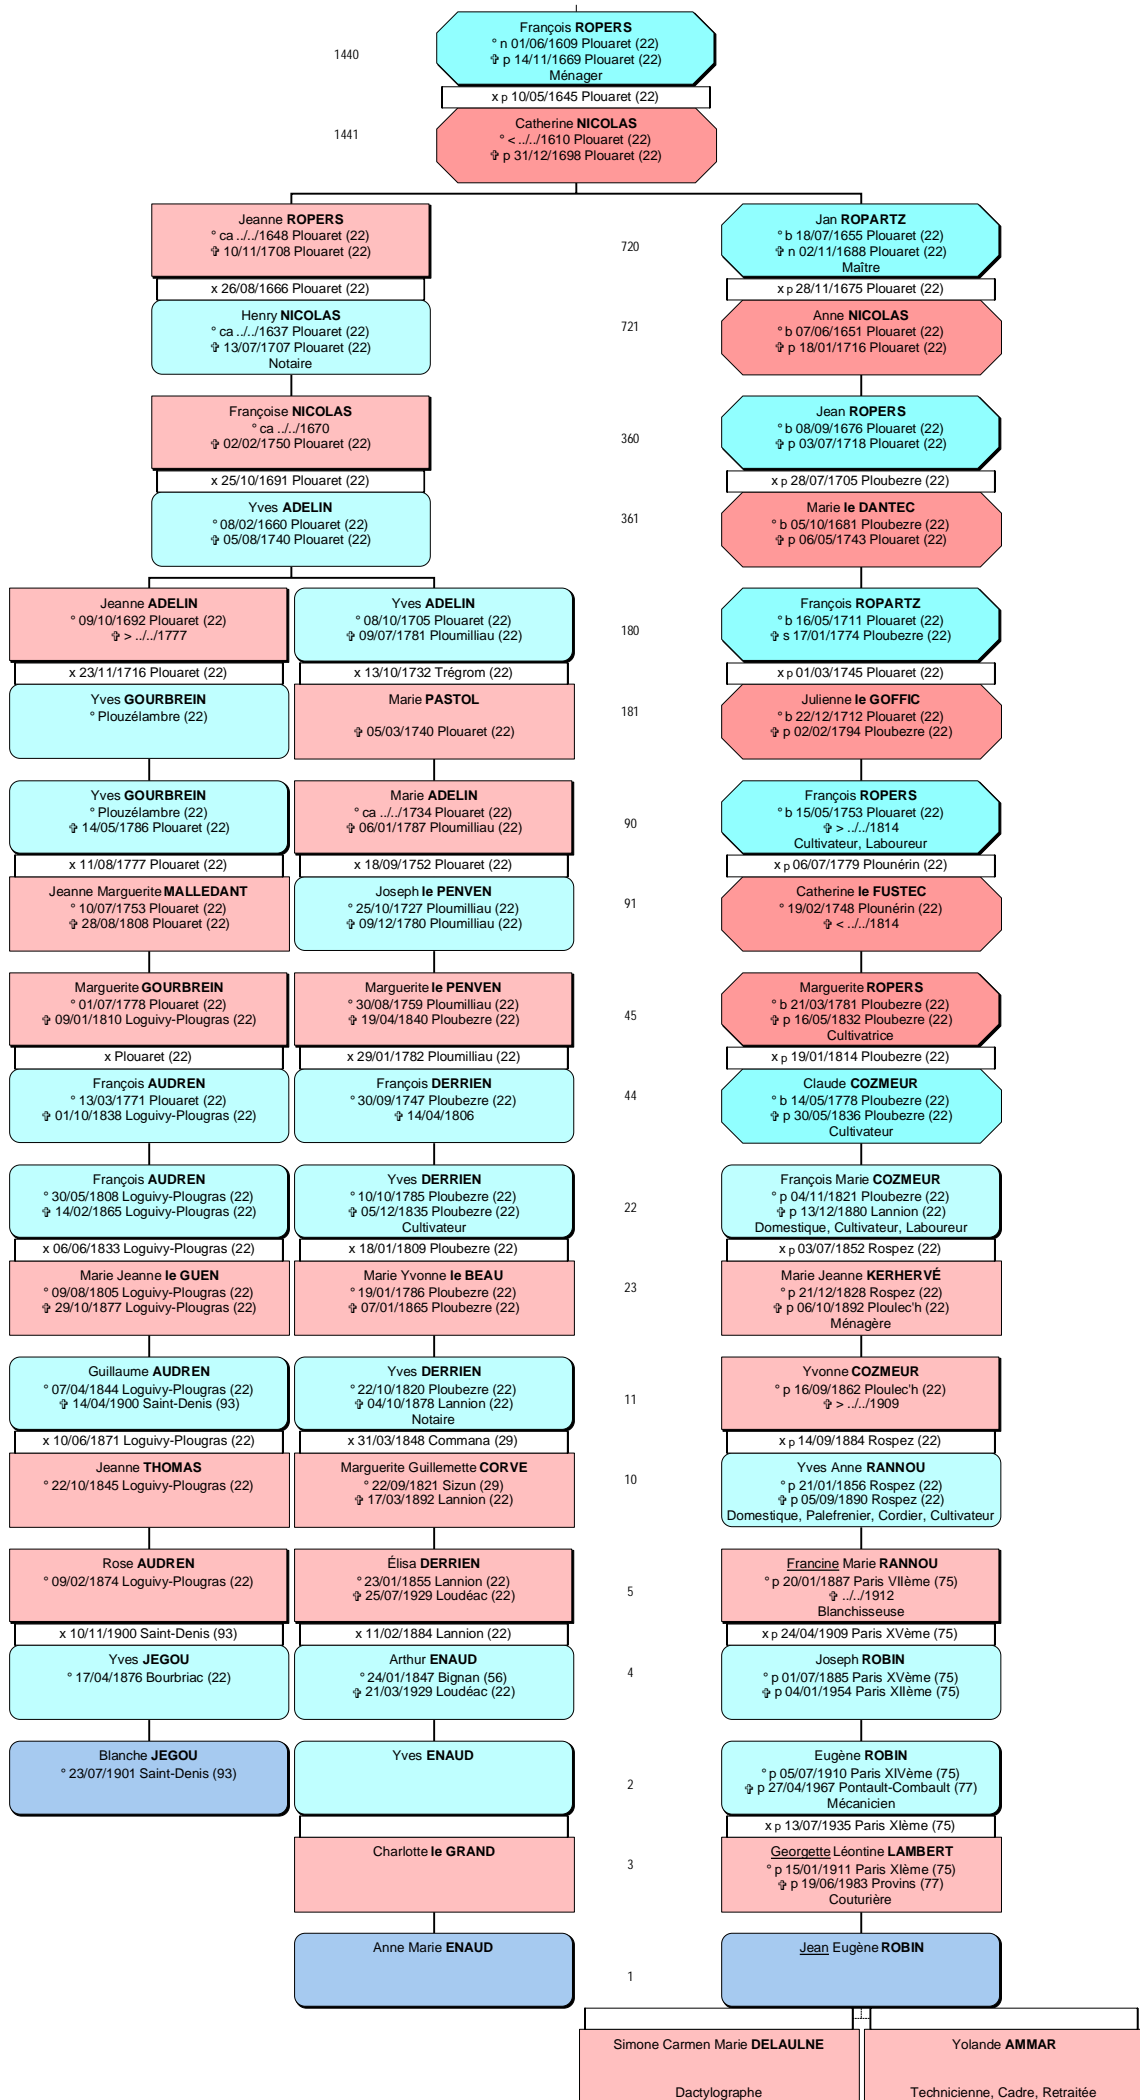 François ROPERS
° n 01/06/1609 Plouaret (22)
✞ p 14/11/1669 Plouaret (22)
Ménager
1440
x p 10/05/1645 Plouaret (22)
Catherine NICOLAS
° < ../../1610 Plouaret (22)
✞ p 31/12/1698 Plouaret (22)
1441
Jeanne ROPERS
° ca ../../1648 Plouaret (22)
✞ 10/11/1708 Plouaret (22)
x 26/08/1666 Plouaret (22)
Henry NICOLAS
° ca ../../1637 Plouaret (22)
✞ 13/07/1707 Plouaret (22)
Notaire
720
721
Jan ROPARTZ
° b 18/07/1655 Plouaret (22)
✞ n 02/11/1688 Plouaret (22)
Maître
x p 28/11/1675 Plouaret (22)
Anne NICOLAS
° b 07/06/1651 Plouaret (22)
✞ p 18/01/1716 Plouaret (22)
Françoise NICOLAS
° ca ../../1670
✞ 02/02/1750 Plouaret (22)
x 25/10/1691 Plouaret (22)
Yves ADELIN
° 08/02/1660 Plouaret (22)
✞ 05/08/1740 Plouaret (22)
360
361
Jean ROPERS
° b 08/09/1676 Plouaret (22)
✞ p 03/07/1718 Plouaret (22)
x p 28/07/1705 Ploubezre (22)
Marie le DANTEC
° b 05/10/1681 Ploubezre (22)
✞ p 06/05/1743 Plouaret (22)
Jeanne ADELIN
° 09/10/1692 Plouaret (22)
✞ > ../../1777
x 23/11/1716 Plouaret (22)
Yves GOURBREIN
° Plouzélambre (22)
Yves ADELIN
° 08/10/1705 Plouaret (22)
✞ 09/07/1781 Ploumilliau (22)
x 13/10/1732 Trégrom (22)
Marie PASTOL
✞ 05/03/1740 Plouaret (22)
180
181
François ROPARTZ
° b 16/05/1711 Plouaret (22)
✞ s 17/01/1774 Ploubezre (22)
x p 01/03/1745 Plouaret (22)
Julienne le GOFFIC
° b 22/12/1712 Plouaret (22)
✞ p 02/02/1794 Ploubezre (22)
Yves GOURBREIN
° Plouzélambre (22)
✞ 14/05/1786 Plouaret (22)
x 11/08/1777 Plouaret (22)
Jeanne Marguerite MALLEDANT
° 10/07/1753 Plouaret (22)
✞ 28/08/1808 Plouaret (22)
Marie ADELIN
° ca ../../1734 Plouaret (22)
✞ 06/01/1787 Ploumilliau (22)
x 18/09/1752 Plouaret (22)
Joseph le PENVEN
° 25/10/1727 Ploumilliau (22)
✞ 09/12/1780 Ploumilliau (22)
90
91
François ROPERS
° b 15/05/1753 Plouaret (22)
✞ > ../../1814
Cultivateur, Laboureur
x p 06/07/1779 Plounérin (22)
Catherine le FUSTEC
° 19/02/1748 Plounérin (22)
✞ < ../../1814
Marguerite GOURBREIN
° 01/07/1778 Plouaret (22)
✞ 09/01/1810 Loguivy-Plougras (22)
x Plouaret (22)
François AUDREN
° 13/03/1771 Plouaret (22)
✞ 01/10/1838 Loguivy-Plougras (22)
Marguerite le PENVEN
° 30/08/1759 Ploumilliau (22)
✞ 19/04/1840 Ploubezre (22)
x 29/01/1782 Ploumilliau (22)
François DERRIEN
° 30/09/1747 Ploubezre (22)
✞ 14/04/1806
45
44
Marguerite ROPERS
° b 21/03/1781 Ploubezre (22)
✞ p 16/05/1832 Ploubezre (22)
Cultivatrice
x p 19/01/1814 Ploubezre (22)
Claude COZMEUR
° b 14/05/1778 Ploubezre (22)
✞ p 30/05/1836 Ploubezre (22)
Cultivateur
François AUDREN
° 30/05/1808 Loguivy-Plougras (22)
✞ 14/02/1865 Loguivy-Plougras (22)
x 06/06/1833 Loguivy-Plougras (22)
Marie Jeanne le GUEN
° 09/08/1805 Loguivy-Plougras (22)
✞ 29/10/1877 Loguivy-Plougras (22)
Yves DERRIEN
° 10/10/1785 Ploubezre (22)
✞ 05/12/1835 Ploubezre (22)
Cultivateur
x 18/01/1809 Ploubezre (22)
Marie Yvonne le BEAU
° 19/01/1786 Ploubezre (22)
✞ 07/01/1865 Ploubezre (22)
22
23
François Marie COZMEUR
° p 04/11/1821 Ploubezre (22)
✞ p 13/12/1880 Lannion (22)
Domestique, Cultivateur, Laboureur
x p 03/07/1852 Rospez (22)
Marie Jeanne KERHERVÉ
° p 21/12/1828 Rospez (22)
✞ p 06/10/1892 Ploulec'h (22)
Ménagère
Guillaume AUDREN
° 07/04/1844 Loguivy-Plougras (22)
✞ 14/04/1900 Saint-Denis (93)
x 10/06/1871 Loguivy-Plougras (22)
Jeanne THOMAS
° 22/10/1845 Loguivy-Plougras (22)
Yves DERRIEN
° 22/10/1820 Ploubezre (22)
✞ 04/10/1878 Lannion (22)
Notaire
x 31/03/1848 Commana (29)
Marguerite Guillemette CORVE
° 22/09/1821 Sizun (29)
✞ 17/03/1892 Lannion (22)
11
10
Yvonne COZMEUR
° p 16/09/1862 Ploulec'h (22)
✞ > ../../1909
x p 14/09/1884 Rospez (22)
Yves Anne RANNOU
° p 21/01/1856 Rospez (22)
✞ p 05/09/1890 Rospez (22)
Domestique, Palefrenier, Cordier, Cultivateur
Rose AUDREN
° 09/02/1874 Loguivy-Plougras (22)
x 10/11/1900 Saint-Denis (93)
Yves JEGOU
° 17/04/1876 Bourbriac (22)
Élisa DERRIEN
° 23/01/1855 Lannion (22)
✞ 25/07/1929 Loudéac (22)
x 11/02/1884 Lannion (22)
Arthur ENAUD
° 24/01/1847 Bignan (56)
✞ 21/03/1929 Loudéac (22)
5
4
Francine Marie RANNOU
° p 20/01/1887 Paris VIIème (75)
✞ ../../1912
Blanchisseuse
x p 24/04/1909 Paris XVème (75)
Joseph ROBIN
° p 01/07/1885 Paris XVème (75)
✞ p 04/01/1954 Paris XIIème (75)
Blanche JEGOU
° 23/07/1901 Saint-Denis (93)
Yves ENAUD
Charlotte le GRAND
2
3
Eugène ROBIN
° p 05/07/1910 Paris XIVème (75)
✞ p 27/04/1967 Pontault-Combault (77)
Mécanicien
x p 13/07/1935 Paris XIème (75)
Georgette Léontine LAMBERT
° p 15/01/1911 Paris XIème (75)
✞ p 19/06/1983 Provins (77)
Couturière
Anne Marie ENAUD
1
Jean Eugène ROBIN
Simone Carmen Marie DELAULNE
Dactylographe
Yolande AMMAR
Technicienne, Cadre, Retraitée